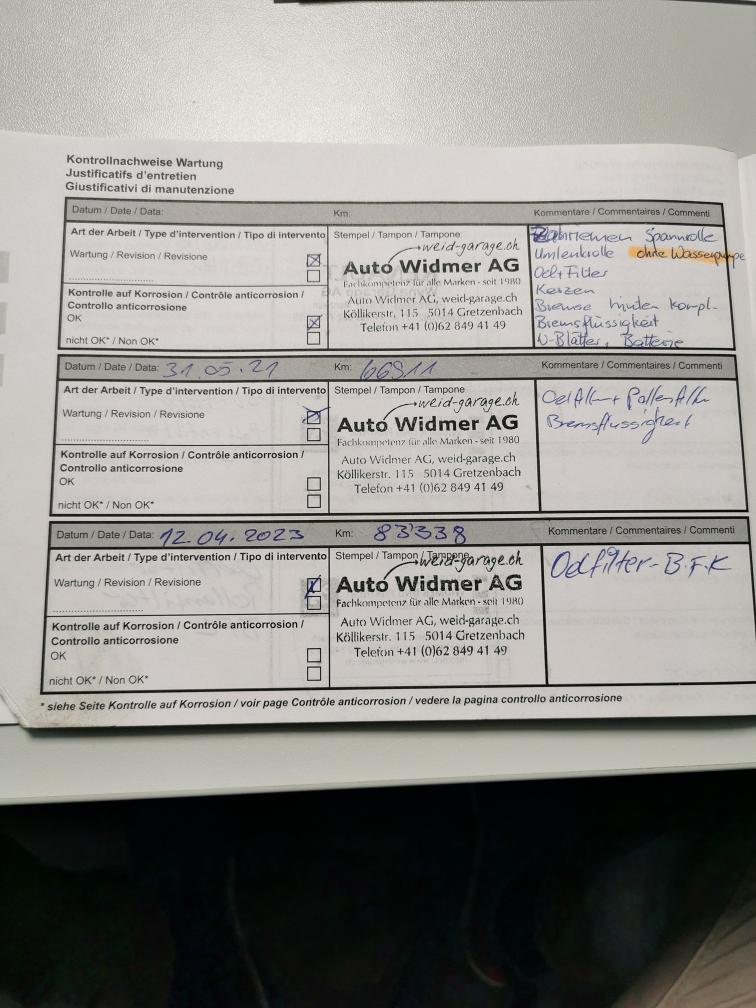 Kontrollnachweise Wartung
Justificatifs d'entretien
Giustificativi di manutenzione
Datum / Date / Data:
Km:
Kommentare / Commentaires / Commenti
Art der Arbeit / Type d'intervention / Tipo di intervento
Wartung / Revision / Revisione
Kontrolle auf Korrosion / Contrôle anticorrosion /
Controllo anticorrosione
OK
nicht OK* / Non OK*
Stempel / Tampon / Tampone
weid-garage.ch
Auto Widmer AG
Fachkompetenz für alle Marken - seit 1980
Auto Widmer AG, weid-garage.ch
Köllikerstr. 115 5014 Gretzenbach
Telefon +41 (0)62 849 41 49
Zahnriemen Spannrolle
Umlenkrolle ohne Wasserpumpe
Oel + Filter
Kerzen
Bremse hinten kompl.
Bremsflüssigkeit
W-Blätter, Batterie
Datum / Date / Data: 31.05.21
Km: 66911
Kommentare / Commentaires / Commenti
Art der Arbeit / Type d'intervention / Tipo di intervento
Wartung / Revision / Revisione
Kontrolle auf Korrosion / Contrôle anticorrosion /
Controllo anticorrosione
OK
nicht OK* / Non OK*
Stempel / Tampon / Tampone
weid-garage.ch
Auto Widmer AG
Fachkompetenz für alle Marken - seit 1980
Auto Widmer AG, weid-garage.ch
Köllikerstr. 115 5014 Gretzenbach
Telefon +41 (0)62 849 41 49
Bremsflüssigkeit
Datum / Date / Data: 12.04.2023
Km: 83'338
Kommentare / Commentaires / Commenti
Art der Arbeit / Type d'intervention / Tipo di intervento
Wartung / Revision / Revisione
Kontrolle auf Korrosion / Contrôle anticorrosion /
Controllo anticorrosione
OK
nicht OK* / Non OK*
Stempel / Tampon / Tampone
weid-garage.ch
Auto Widmer AG
Fachkompetenz für alle Marken - seit 1980
Auto Widmer AG, weid-garage.ch
Köllikerstr. 115 5014 Gretzenbach
Telefon +41 (0)62 849 41 49
Oelfilter - B.F.K
* siehe Seite Kontrolle auf Korrosion / voir page Contrôle anticorrosion / vedere la pagina controllo anticorrosione